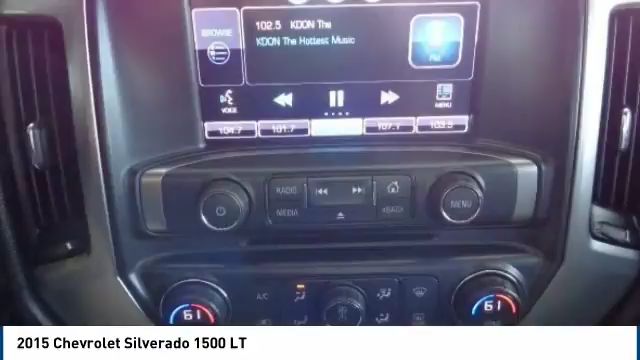 BROWSE
102.5 KDON The
KDON The Hottest Music
FM
VOICE
MENU
104.7 101.7 107.1 103.5
RADIO
MEDIA
BACK
MENU
A/C
61
61
2015 Chevrolet Silverado 1500 LT